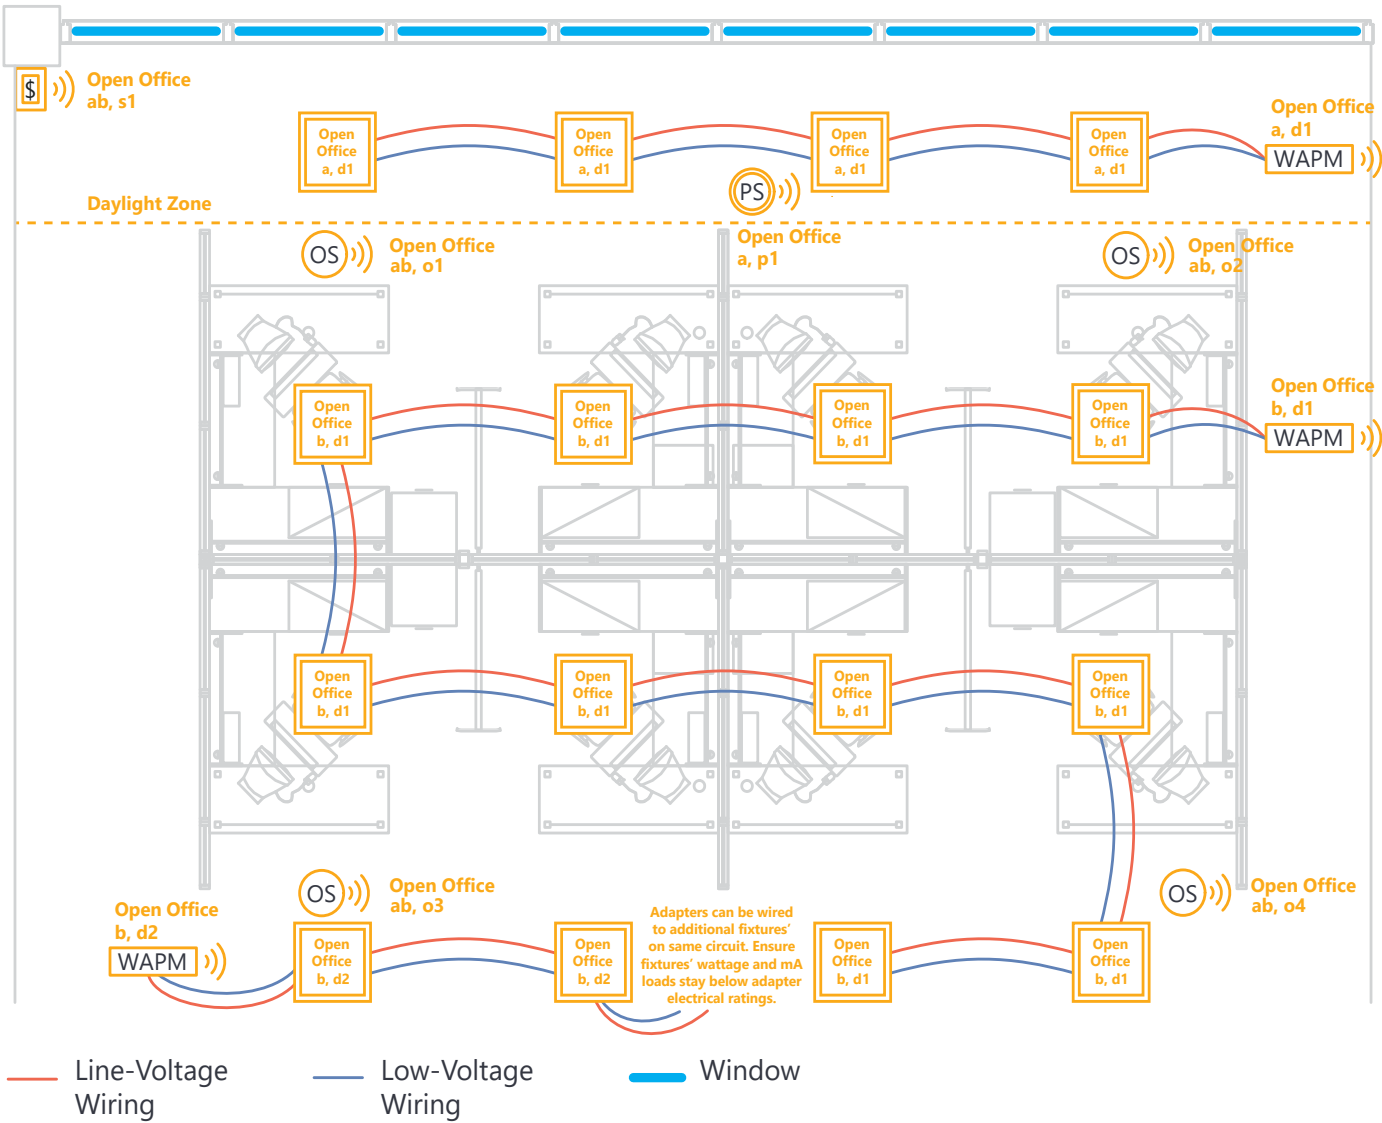 $
Open Office
ab, s1
Open
Office
a, d1
Open
Office
a, d1
Open
Office
a, d1
Open
Office
a, d1
Open Office
a, d1
WAPM
PS
Daylight Zone
Open Office
a, p1
OS
Open Office
ab, o1
OS
Open Office
ab, o2
Open
Office
b, d1
Open
Office
b, d1
Open
Office
b, d1
Open
Office
b, d1
Open Office
b, d1
WAPM
Open
Office
b, d1
Open
Office
b, d1
Open
Office
b, d1
Open
Office
b, d1
OS
Open Office
ab, o3
OS
Open Office
ab, o4
Open Office
b, d2
WAPM
Open
Office
b, d2
Open
Office
b, d2
Adapters can be wired
to additional fixtures’
on same circuit. Ensure
fixtures’ wattage and mA
loads stay below adapter
electrical ratings.
Open
Office
b, d1
Open
Office
b, d1
Line-Voltage
Wiring
Low-Voltage
Wiring
Window